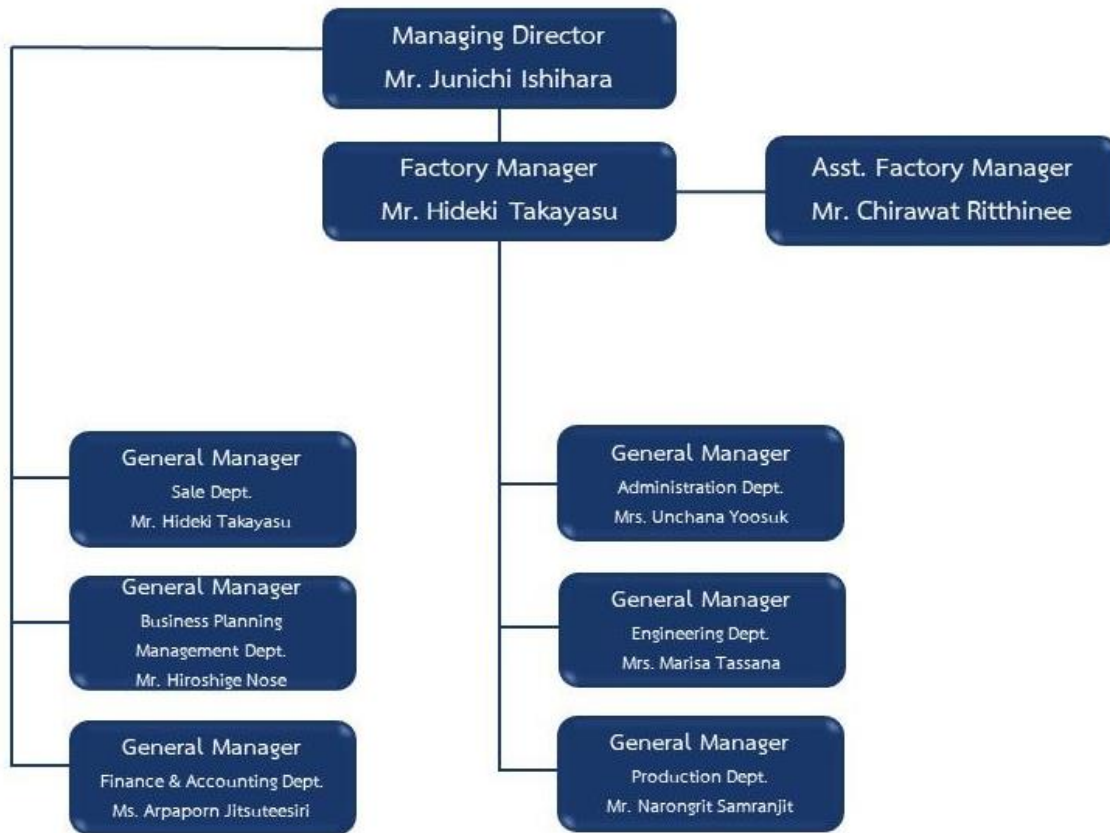 Managing Director
Mr. Junichi Ishihara
Factory Manager
Mr. Hideki Takayasu
Asst. Factory Manager
Mr. Chirawat Ritthinee
General Manager
Sale Dept.
Mr. Hideki Takayasu
General Manager
Business Planning
Management Dept.
Mr. Hiroshige Nose
General Manager
Finance & Accounting Dept.
Ms. Arpaporn Jitsuteesiri
General Manager
Administration Dept.
Mrs. Unchana Yoosuk
General Manager
Engineering Dept.
Mrs. Marisa Tassana
General Manager
Production Dept.
Mr. Narongrit Samranjit